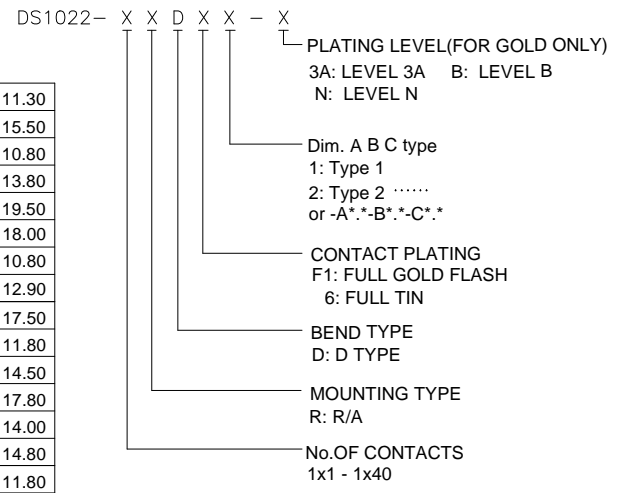 DS1022- X X D X X - X
PLATING LEVEL(FOR GOLD ONLY)
3A: LEVEL 3A B: LEVEL B
N: LEVEL N
Dim. A B C type
1: Type 1
2: Type 2 ······
or -A*.*-B*.*-C*.*
CONTACT PLATING
F1: FULL GOLD FLASH
6: FULL TIN
BEND TYPE
D: D TYPE
MOUNTING TYPE
R: R/A
No.OF CONTACTS
1x1 - 1x40
11.30
15.50
10.80
13.80
19.50
18.00
10.80
12.90
17.50
11.80
14.50
17.80
14.00
14.80
11.80